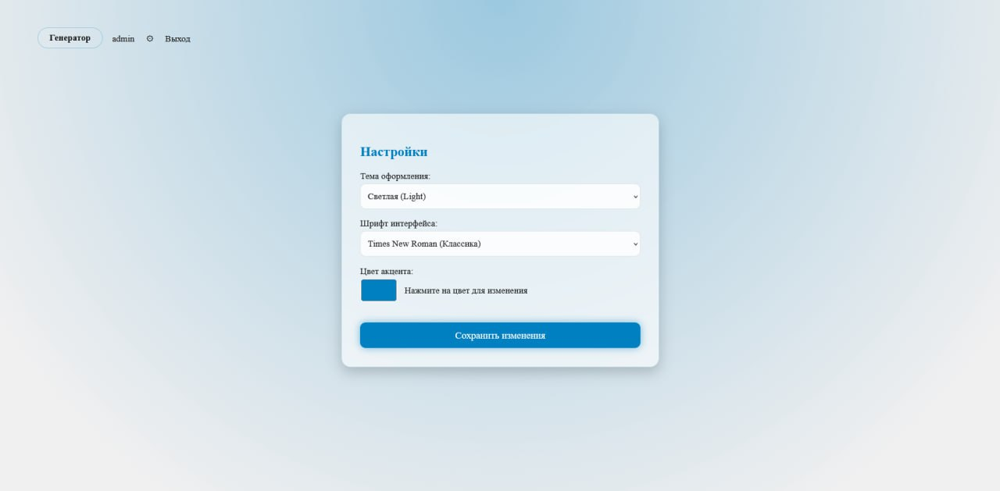 Генератор admin ⚙ Выход
Настройки
Тема оформления:
Светлая (Light)
Шрифт интерфейса:
Times New Roman (Классика)
Цвет акцента:
Нажмите на цвет для изменения
Сохранить изменения